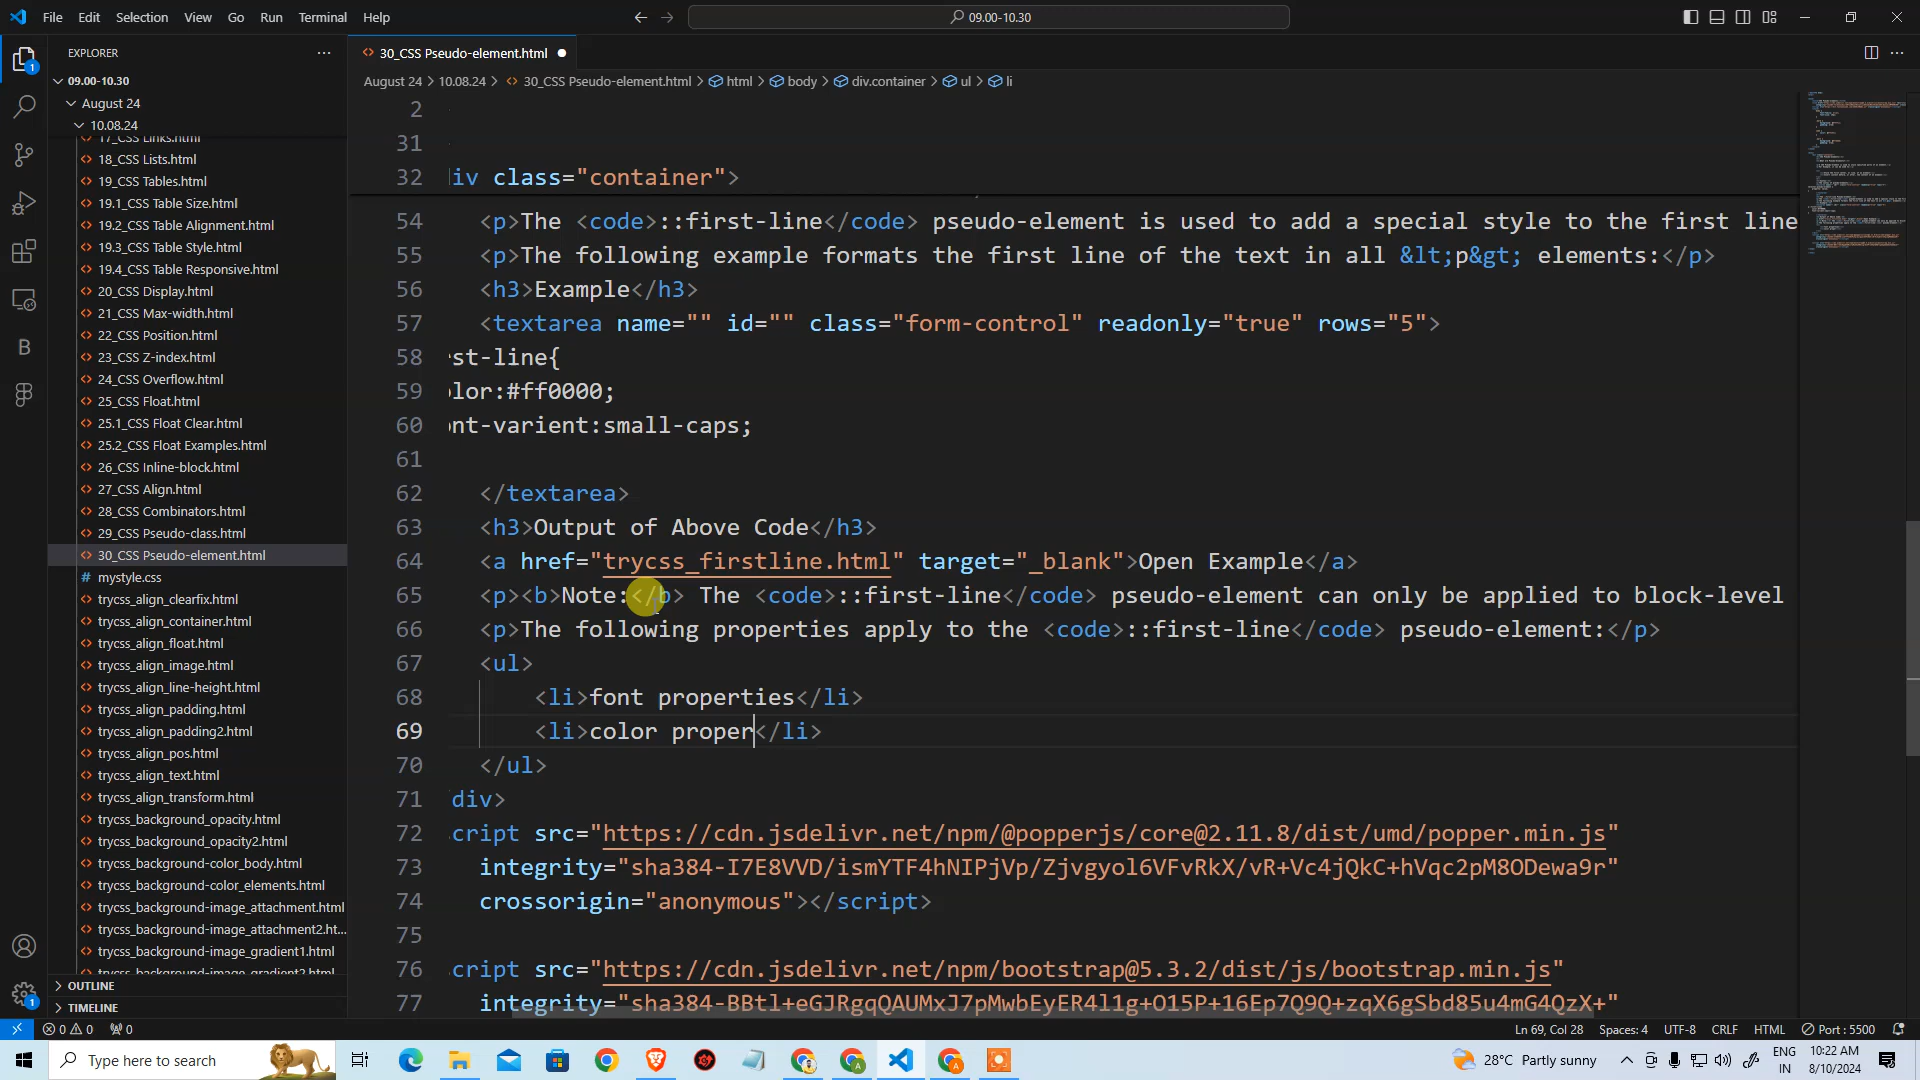 File Edit Selection View Go Run Terminal Help
09.00-10.30
EXPLORER
30_CSS Pseudo-element.html
August 24 > 10.08.24 > 30_CSS Pseudo-element.html > html > body > div.container > ul > li
09.00-10.30
August 24
10.08.24
17_CSS Links.html
18_CSS Lists.html
19_CSS Tables.html
19.1_CSS Table Size.html
19.2_CSS Table Alignment.html
19.3_CSS Table Style.html
19.4_CSS Table Responsive.html
20_CSS Display.html
21_CSS Max-width.html
22_CSS Position.html
23_CSS Z-index.html
24_CSS Overflow.html
25_CSS Float.html
25.1_CSS Float Clear.html
25.2_CSS Float Examples.html
26_CSS Inline-block.html
27_CSS Align.html
28_CSS Combinators.html
29_CSS Pseudo-class.html
30_CSS Pseudo-element.html
# mystyle.css
trycss_align_clearfix.html
trycss_align_container.html
trycss_align_float.html
trycss_align_image.html
trycss_align_line-height.html
trycss_align_padding.html
trycss_align_padding2.html
trycss_align_pos.html
trycss_align_text.html
trycss_align_transform.html
trycss_background_opacity.html
trycss_background_opacity2.html
trycss_background-color_body.html
trycss_background-color_elements.html
trycss_background-image_attachment.html
trycss_background-image_attachment2.ht...
trycss_background-image_gradient1.html
trycss_background-image_gradient2.html
OUTLINE
TIMELINE
2
31
32 div class="container">
54 <p>The <code>::first-line</code> pseudo-element is used to add a special style to the first line
55 <p>The following example formats the first line of the text in all &lt;p&gt; elements:</p>
56 <h3>Example</h3>
57 <textarea name="" id="" class="form-control" readonly="true" rows="5">
58 st-line{
59 olor:#ff0000;
60 ont-varient:small-caps;
61
62 </textarea>
63 <h3>Output of Above Code</h3>
64 <a href="trycss_firstline.html" target="_blank">Open Example</a>
65 <p><b>Note:</b> The <code>::first-line</code> pseudo-element can only be applied to block-level
66 <p>The following properties apply to the <code>::first-line</code> pseudo-element:</p>
67 <ul>
68 <li>font properties</li>
69 <li>color proper</li>
70 </ul>
71 div>
72 cript src="https://cdn.jsdelivr.net/npm/@popperjs/core@2.11.8/dist/umd/popper.min.js"
73 integrity="sha384-I7E8VVD/ismYTF4hNIPjVp/Zjvgyol6VFvRkX/vR+Vc4jQkC+hVqc2pM8ODewa9r"
74 crossorigin="anonymous"></script>
75
76 cript src="https://cdn.jsdelivr.net/npm/bootstrap@5.3.2/dist/js/bootstrap.min.js"
77 integrity="sha384-BBtl+eGJRgqQAUMxJ7pMwbEyER4l1g+O15P+16Ep7Q9Q+zqX6gSbd85u4mG4QzX+"
0 0 0
Ln 69, Col 28 Spaces: 4 UTF-8 CRLF HTML Port : 5500
Type here to search
28°C Partly sunny
ENG
IN
10:22 AM
8/10/2024